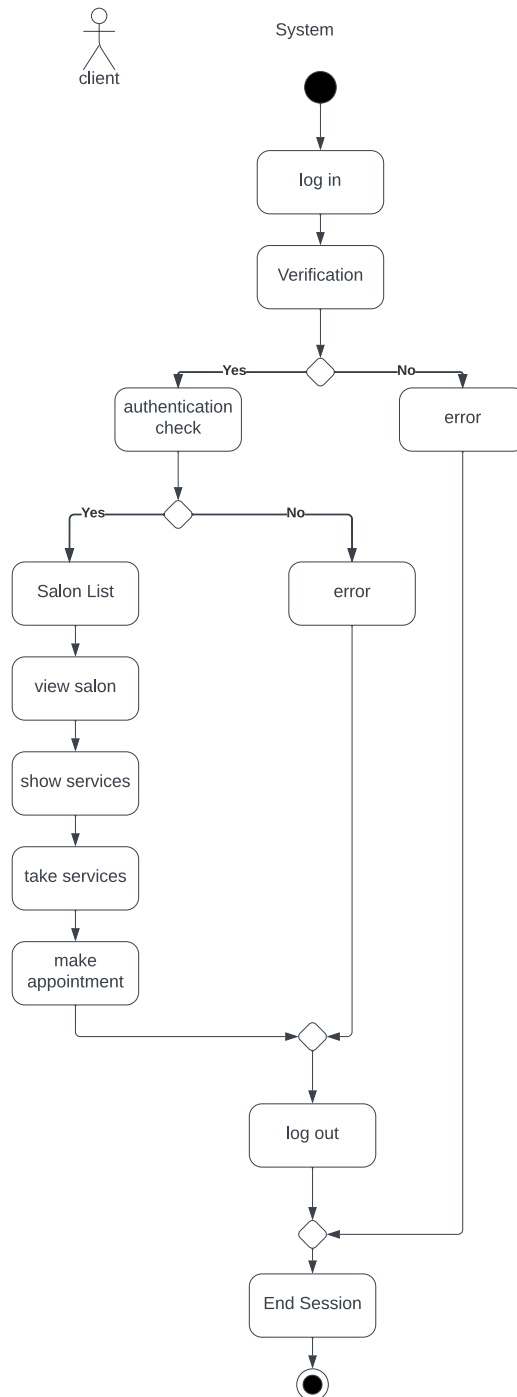 System
client
log in
Verification
Yes
No
authentication
check
error
Yes
No
Salon List
error
view salon
show services
take services
make
appointment
log out
End Session